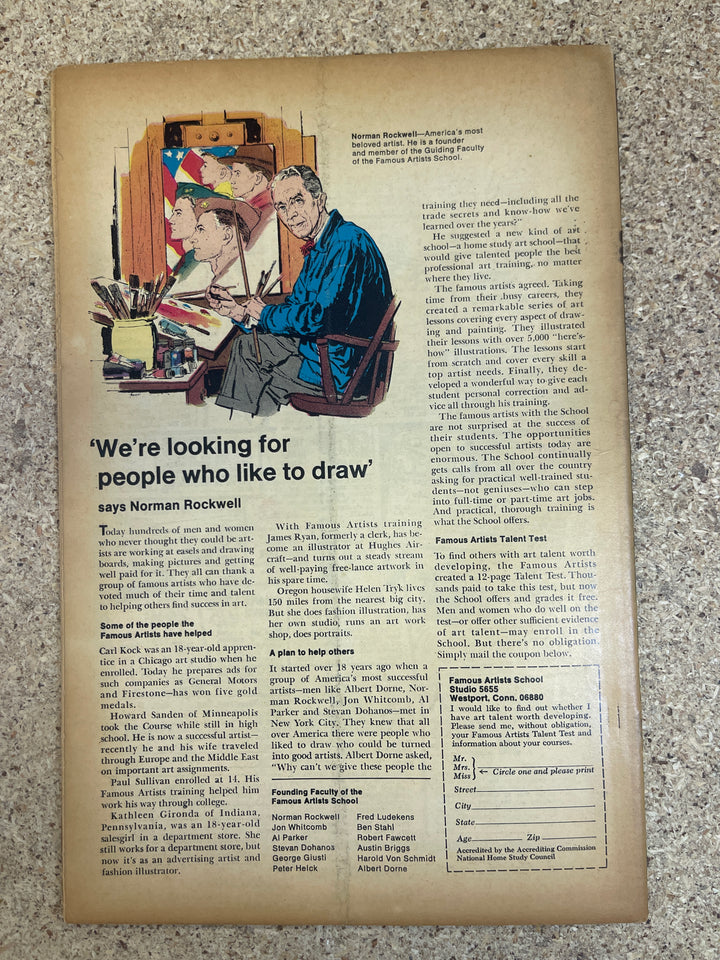 Norman Rockwell—America's most
beloved artist. He is a founder
and member of the Guiding Faculty
of the Famous Artists School.
'We're looking for
people who like to draw'
says Norman Rockwell
Today hundreds of men and women
who never thought they could be art-
ists are working at easels and drawing
boards, making pictures and getting
well paid for it. They all can thank a
group of famous artists who have de-
voted much of their time and talent
to helping others find success in art.
Some of the people the
Famous Artists have helped
Carl Kock was an 18-year-old appren-
tice in a Chicago art studio when he
enrolled. Today he prepares ads for
such companies as General Motors
and Firestone—has won five gold
medals.
Howard Sanden of Minneapolis
took the Course while still in high
school. He is now a successful artist—
recently he and his wife traveled
through Europe and the Middle East
on important art assignments.
Paul Sullivan enrolled at 14. His
Famous Artists training helped him
work his way through college.
Kathleen Gironda of Indiana,
Pennsylvania, was an 18-year-old
salesgirl in a department store. She
still works for a department store, but
now it's as an advertising artist and
fashion illustrator.
With Famous Artists training
James Ryan, formerly a clerk, has be-
come an illustrator at Hughes Air-
craft—and turns out a steady stream
of well-paying free-lance artwork in
his spare time.
Oregon housewife Helen Tryk lives
150 miles from the nearest big city.
But she does fashion illustration, has
her own studio, runs an art work
shop, does portraits.
A plan to help others
It started over 18 years ago when a
group of America's most successful
artists—men like Albert Dorne, Nor-
man Rockwell, Jon Whitcomb, Al
Parker and Stevan Dohanos—met in
New York City. They knew that all
over America there were people who
liked to draw who could be turned
into good artists. Albert Dorne asked,
"Why can't we give these people the
training they need—including all the
trade secrets and know-how we've
learned over the years?"
He suggested a new kind of art
school—a home study art school—that
would give talented people the best
professional art training, no matter
where they live.
The famous artists agreed. Taking
time from their busy careers, they
created a remarkable series of art
lessons covering every aspect of draw-
ing and painting. They illustrated
their lessons with over 5,000 "here's-
how" illustrations. The lessons start
from scratch and cover every skill a
top artist needs. Finally, they de-
veloped a wonderful way to give each
student personal correction and ad-
vice all through his training.
The famous artists with the School
are not surprised at the success of
their students. The opportunities
open to successful artists today are
enormous. The School continually
gets calls from all over the country
asking for practical well-trained stu-
dents—not geniuses—who can step
into full-time or part-time art jobs.
And practical, thorough training is
what the School offers.
Famous Artists Talent Test
To find others with art talent worth
developing, the Famous Artists
created a 12-page Talent Test. Thou-
sands paid to take this test, but now
the School offers and grades it free.
Men and women who do well on the
test—or offer other sufficient evidence
of art talent—may enroll in the
School. But there's no obligation.
Simply mail the coupon below.
Founding Faculty of the
Famous Artists School
Norman Rockwell
Jon Whitcomb
Al Parker
Stevan Dohanos
George Giusti
Peter Helck
Fred Ludekens
Ben Stahl
Robert Fawcett
Austin Briggs
Harold Von Schmidt
Albert Dorne
Famous Artists School
Studio 5655
Westport, Conn. 06880
I would like to find out whether I
have art talent worth developing.
Please send me, without obligation,
your Famous Artists Talent Test and
information about your courses.
Mr.
Mrs. ← Circle one and please print
Miss
Street
City
State
Age Zip
Accredited by the Accrediting Commission
National Home Study Council